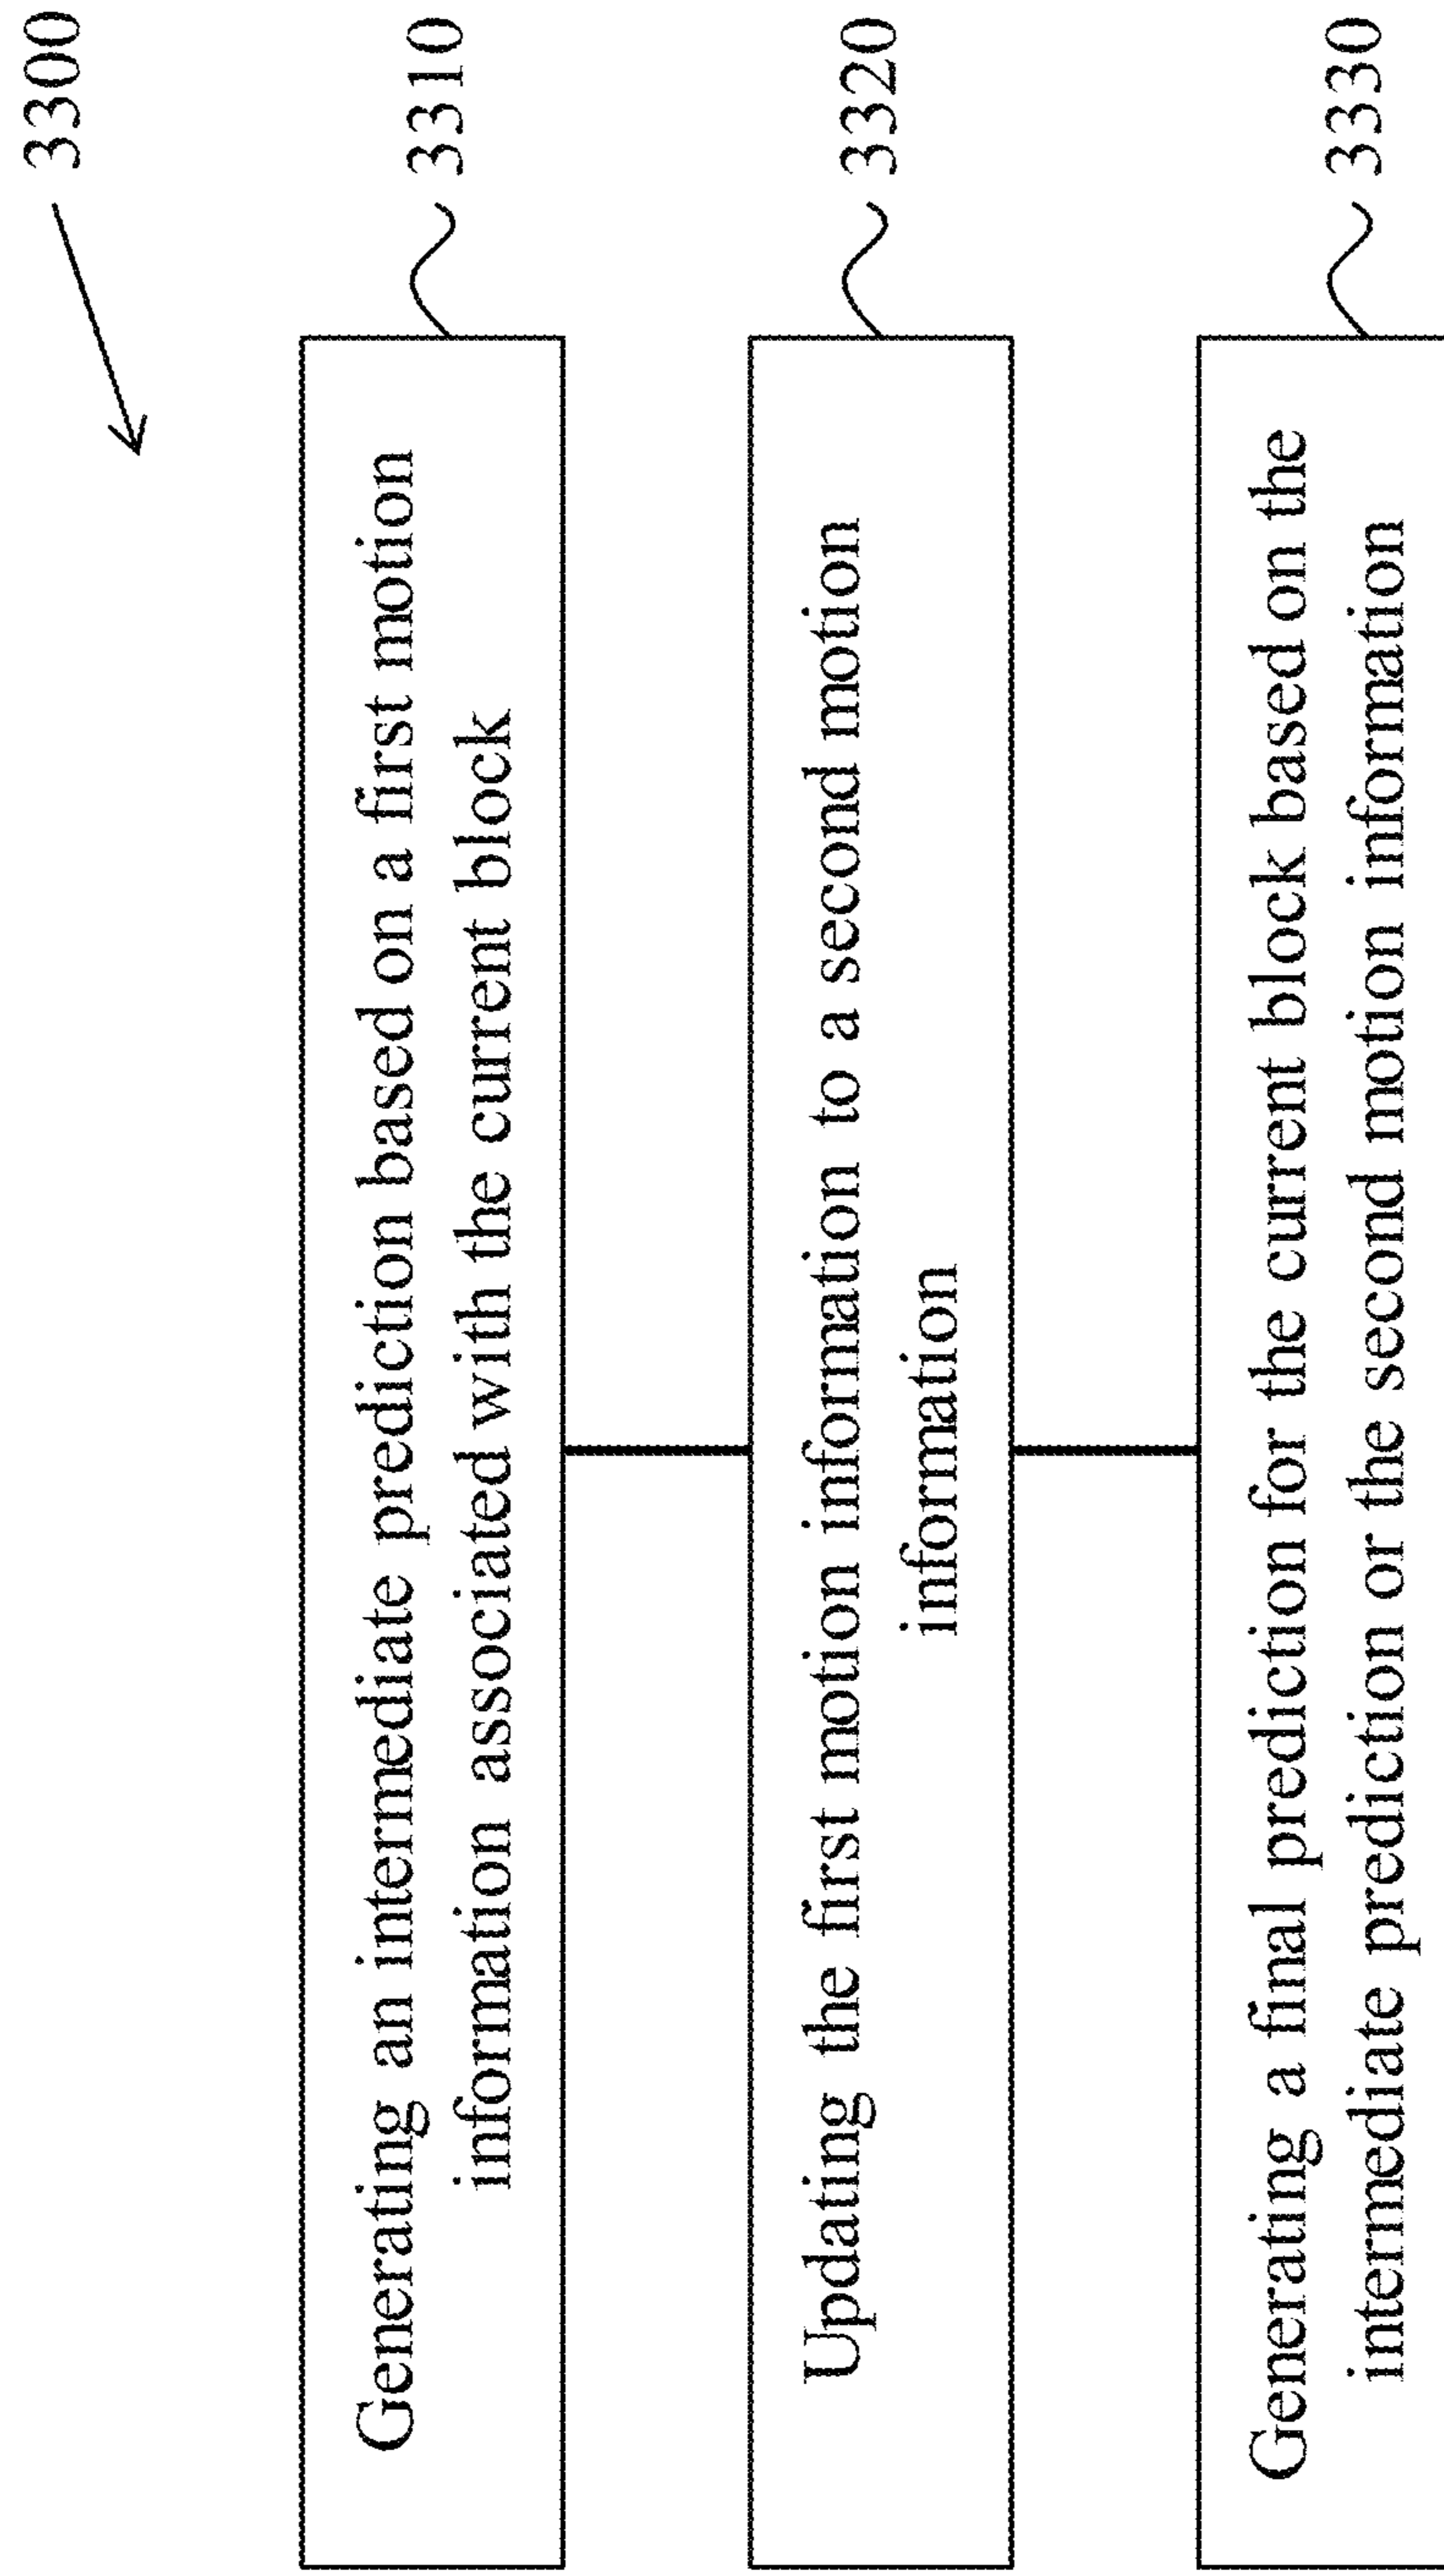 3300
Generating an intermediate prediction based on a first motion
information associated with the current block
3310
Updating the first motion information to a second motion
information
3320
Generating a final prediction for the current block based on the
intermediate prediction or the second motion information
3330